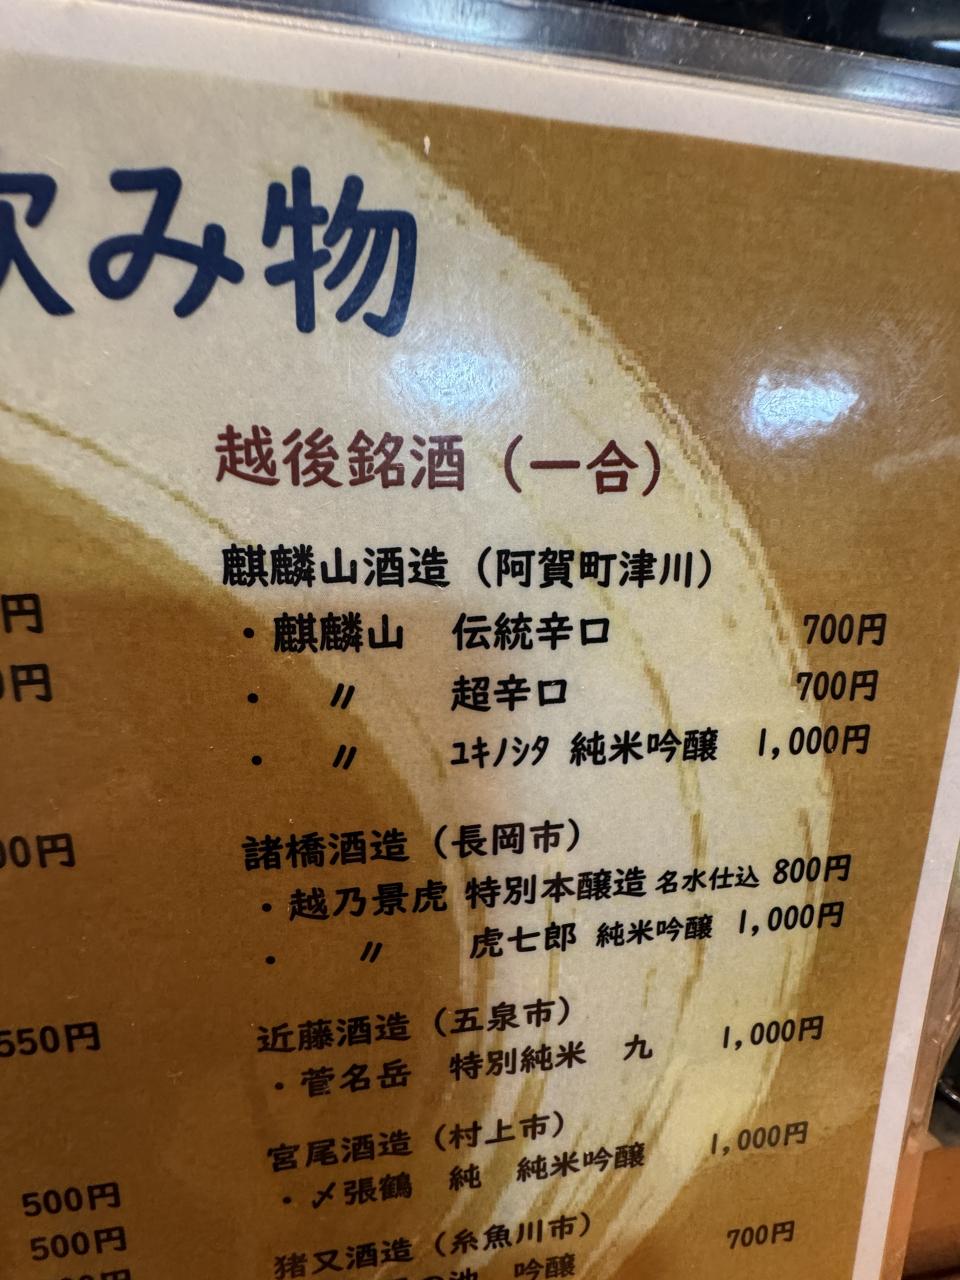 飲み物
越後銘酒（一合）
麒麟山酒造（阿賀町津川）
・麒麟山 伝統辛口 700円
・ 〃 超辛口 700円
・ 〃 ﾕｷﾉｼﾀ 純米吟醸 1,000円
諸橋酒造（長岡市）
・越乃景虎 特別本醸造 名水仕込 800円
・ 〃 虎七郎 純米吟醸 1,000円
近藤酒造（五泉市）
・菅名岳 特別純米 九 1,000円
宮尾酒造（村上市）
・〆張鶴 純 純米吟醸 1,000円
猪又酒造（糸魚川市）
吟醸 700円
円
0円
00円
550円
500円
500円